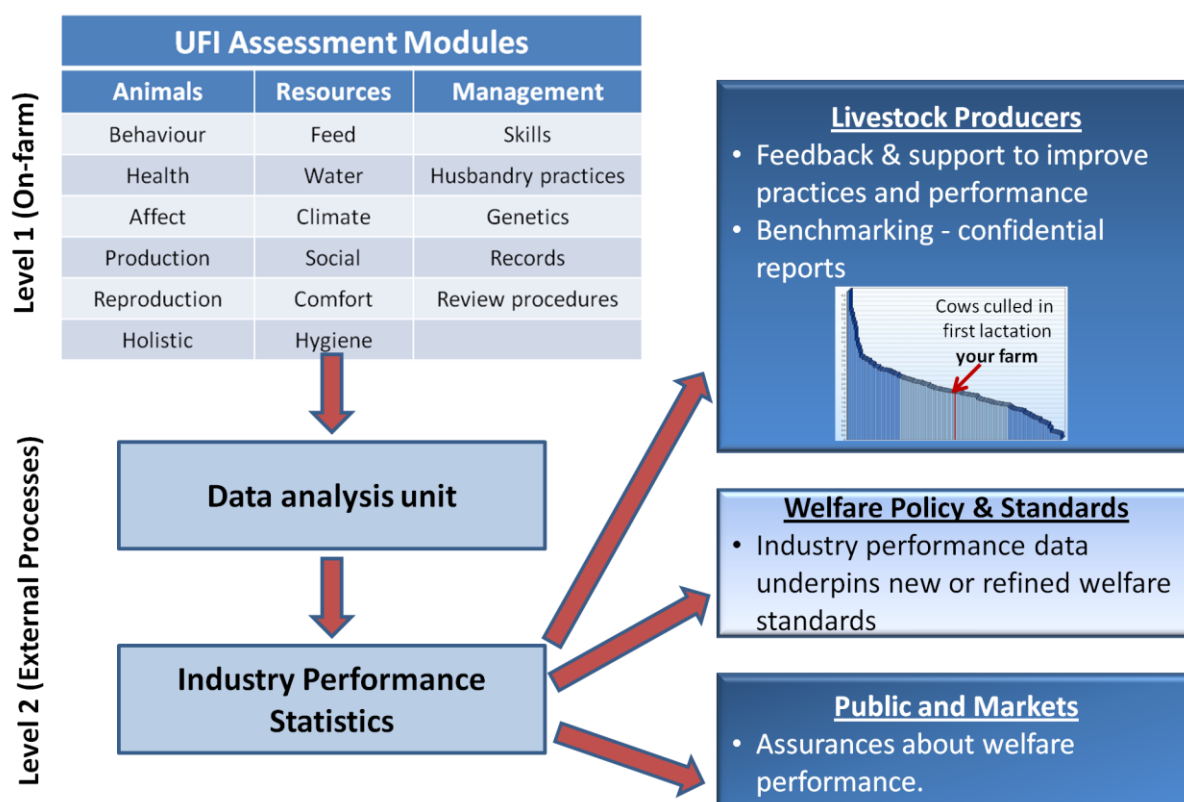 UFI Assessment Modules
Animals Resources Management
Behaviour Feed Skills
Health Water Husbandry practices
Affect Climate Genetics
Production Social Records
Reproduction Comfort Review procedures
Holistic Hygiene
Level 1 (On-farm)
Data analysis unit
Industry Performance
Statistics
Level 2 (External Processes)
Livestock Producers
• Feedback & support to improve
practices and performance
• Benchmarking - confidential
reports
Cows culled in
first lactation
your farm
Welfare Policy & Standards
• Industry performance data
underpins new or refined welfare
standards
Public and Markets
• Assurances about welfare
performance.